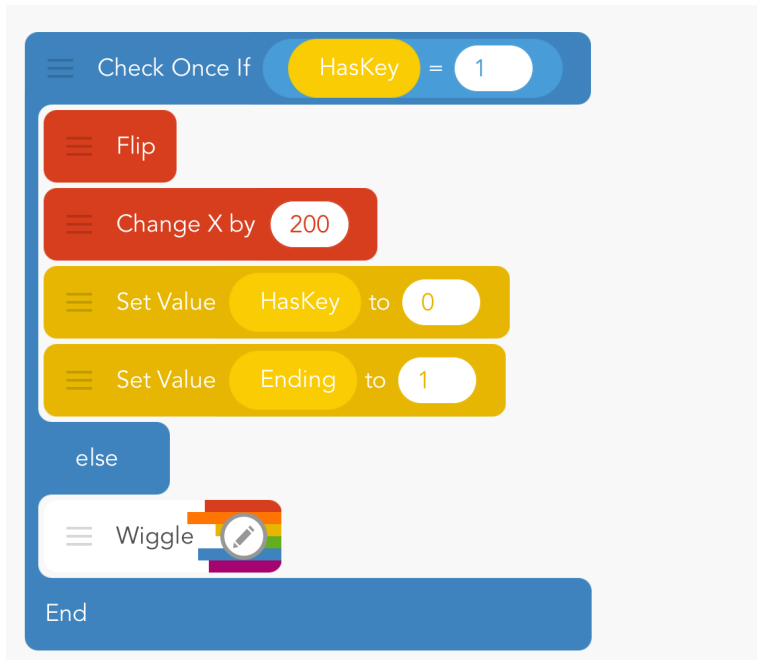 Check Once If HasKey = 1
Flip
Change X by 200
Set Value HasKey to 0
Set Value Ending to 1
else
Wiggle
End